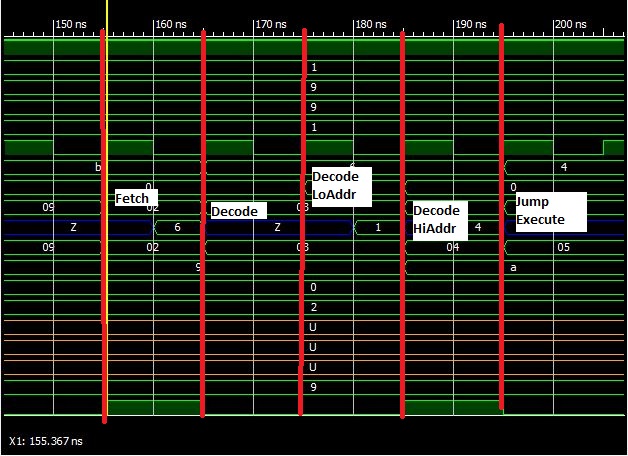 150 ns 160 ns 170 ns 180 ns 190 ns 200 ns
1
9
9
1
b 4
0 0
Decode
LoAddr
Fetch
09 02
Decode
Decode
HiAddr
Jump
Execute
Z 6 Z 1 4
09 02 03 04 05
9 a
0
2
U
U
U
9
X1: 155.367 ns